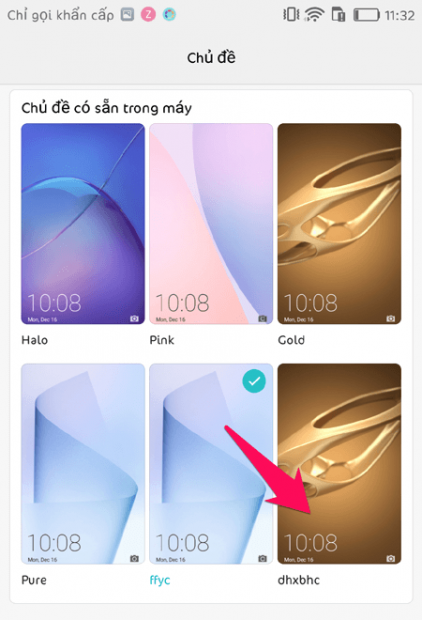 Chỉ gọi khẩn cấp Z 11:32
Chủ đề
Chủ đề có sẵn trong máy
10:08 10:08 10:08
Mon, Dec 16 Mon, Dec 16 Mon, Dec 16
Halo Pink Gold
10:08 10:08 10:08
Mon, Dec 16 Mon, Dec 16 Mon, Dec 16
Pure ffyc dhxbhc